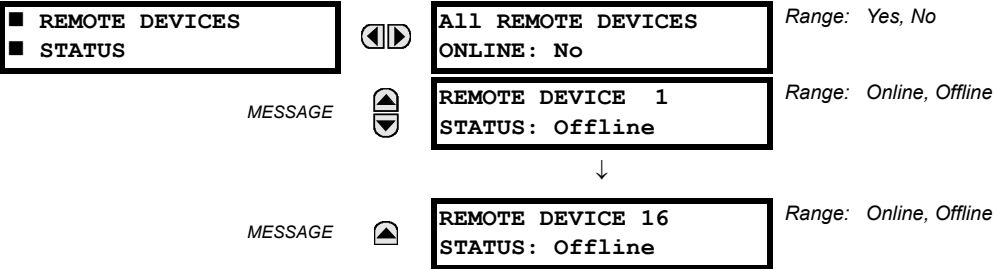 ■ REMOTE DEVICES
■ STATUS
All REMOTE DEVICES
ONLINE: No
Range: Yes, No
MESSAGE
REMOTE DEVICE 1
STATUS: Offline
Range: Online, Offline
↓
MESSAGE
REMOTE DEVICE 16
STATUS: Offline
Range: Online, Offline